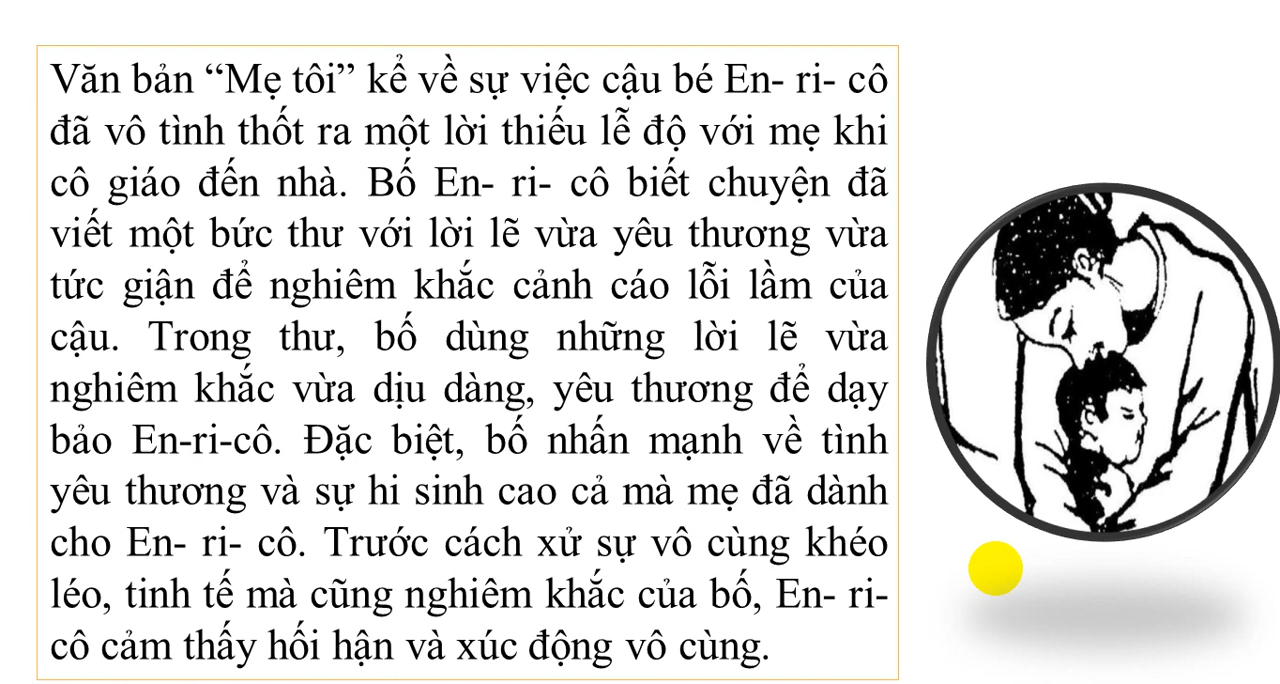 Văn bản “Mẹ tôi” kể về sự việc cậu bé En- ri- cô
đã vô tình thốt ra một lời thiếu lễ độ với mẹ khi
cô giáo đến nhà. Bố En- ri- cô biết chuyện đã
viết một bức thư với lời lẽ vừa yêu thương vừa
tức giận để nghiêm khắc cảnh cáo lỗi lầm của
cậu. Trong thư, bố dùng những lời lẽ vừa
nghiêm khắc vừa dịu dàng, yêu thương để dạy
bảo En-ri-cô. Đặc biệt, bố nhấn mạnh về tình
yêu thương và sự hi sinh cao cả mà mẹ đã dành
cho En- ri- cô. Trước cách xử sự vô cùng khéo
léo, tinh tế mà cũng nghiêm khắc của bố, En- ri-
cô cảm thấy hối hận và xúc động vô cùng.